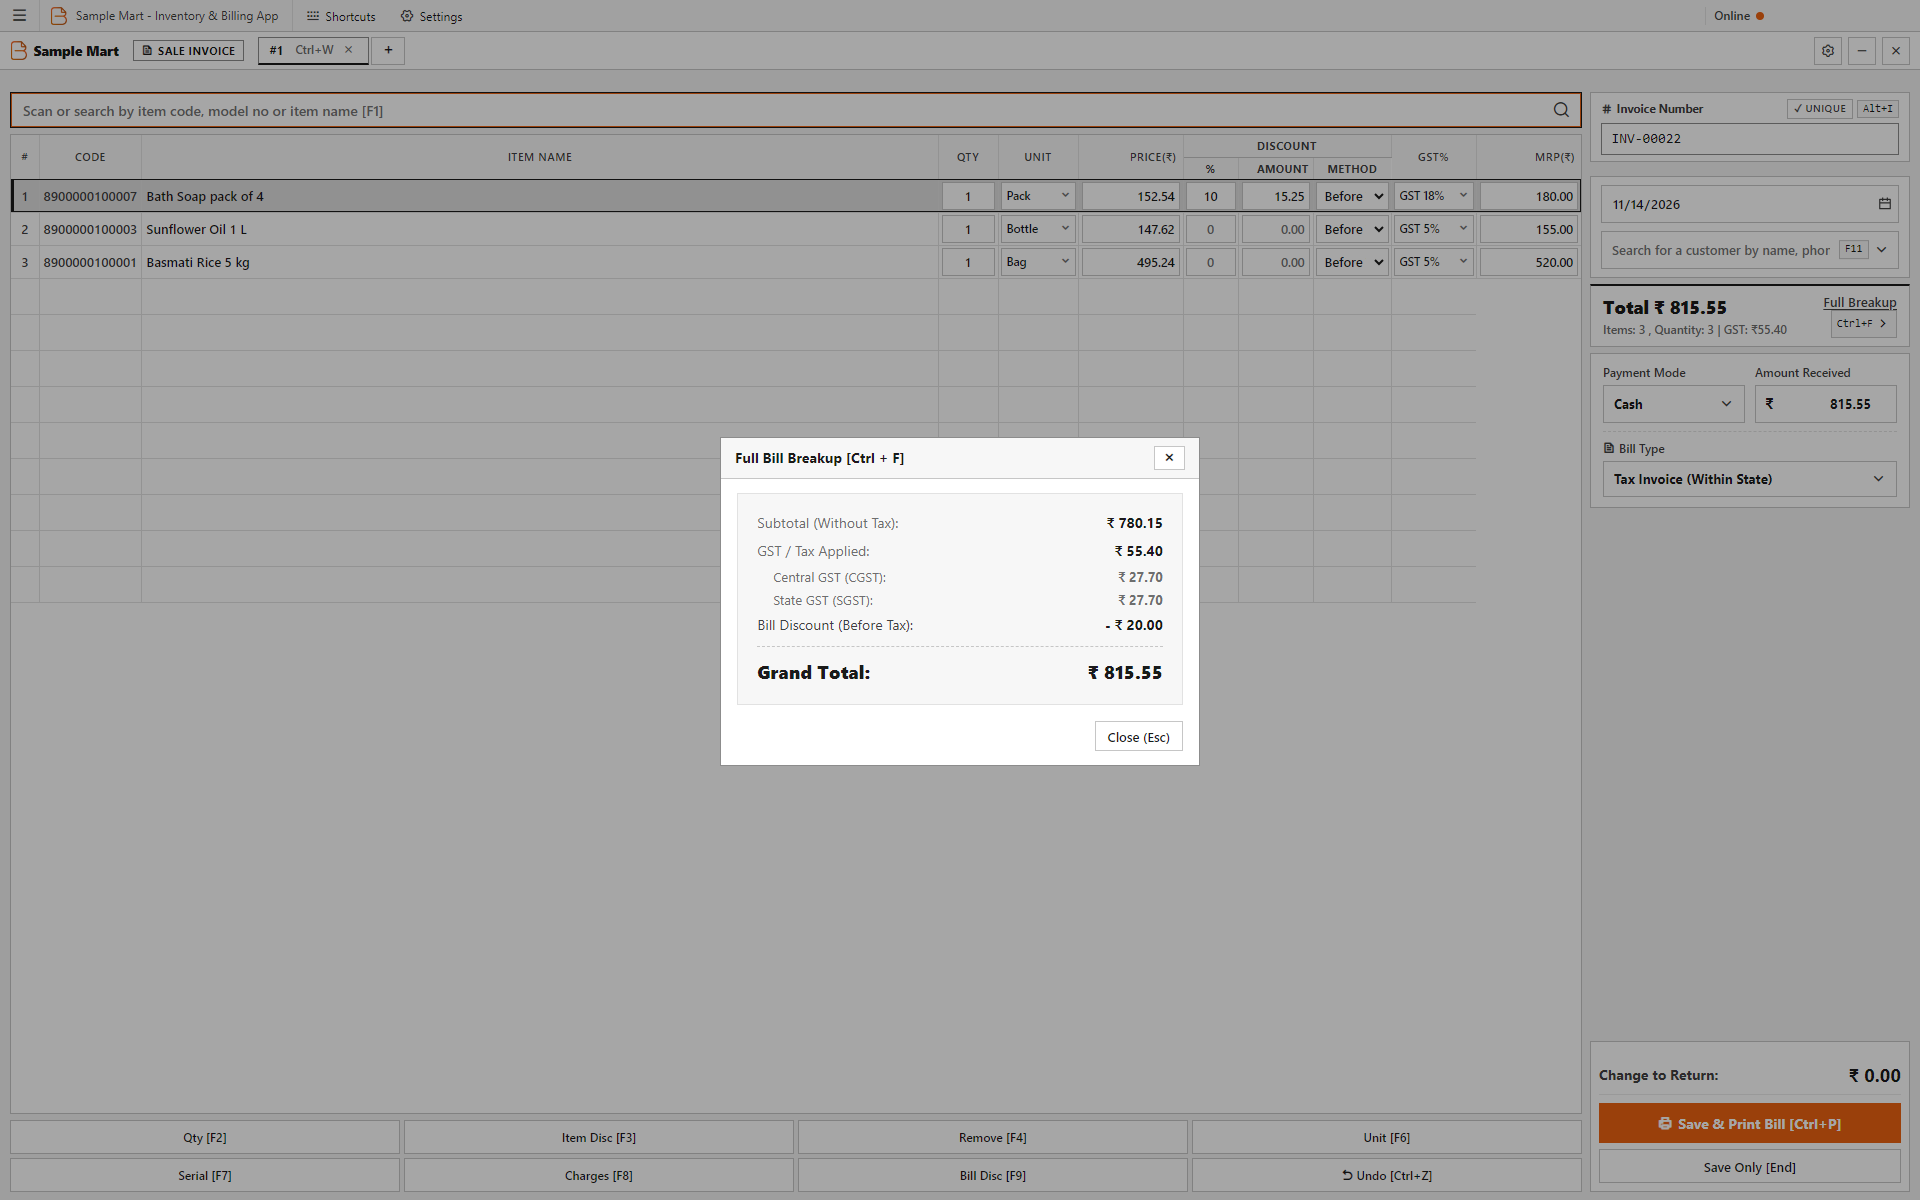 Sample Mart - Inventory & Billing App
Shortcuts
Settings
Online
Sample Mart
SALE INVOICE
#1 Ctrl+W ×
+
Scan or search by item code, model no or item name [F1]
# CODE ITEM NAME QTY UNIT PRICE(₹) DISCOUNT GST% MRP(₹)
% AMOUNT METHOD
1 8900000100007 Bath Soap pack of 4 1 Pack 152.54 10 15.25 Before GST 18% 180.00
2 8900000100003 Sunflower Oil 1 L 1 Bottle 147.62 0 0.00 Before GST 5% 155.00
3 8900000100001 Basmati Rice 5 kg 1 Bag 495.24 0 0.00 Before GST 5% 520.00
# Invoice Number ✓ UNIQUE Alt+I
INV-00022
11/14/2026
Search for a customer by name, phor F11
Total ₹ 815.55 Full Breakup
Items: 3 , Quantity: 3 | GST: ₹55.40 Ctrl+F >
Payment Mode Amount Received
Cash ₹ 815.55
Bill Type
Tax Invoice (Within State)
Full Bill Breakup [Ctrl + F] ×
Subtotal (Without Tax): ₹ 780.15
GST / Tax Applied: ₹ 55.40
Central GST (CGST): ₹ 27.70
State GST (SGST): ₹ 27.70
Bill Discount (Before Tax): - ₹ 20.00
Grand Total: ₹ 815.55
Close (Esc)
Change to Return: ₹ 0.00
Save & Print Bill [Ctrl+P]
Save Only [End]
Qty [F2] Item Disc [F3] Remove [F4] Unit [F6]
Serial [F7] Charges [F8] Bill Disc [F9] Undo [Ctrl+Z]